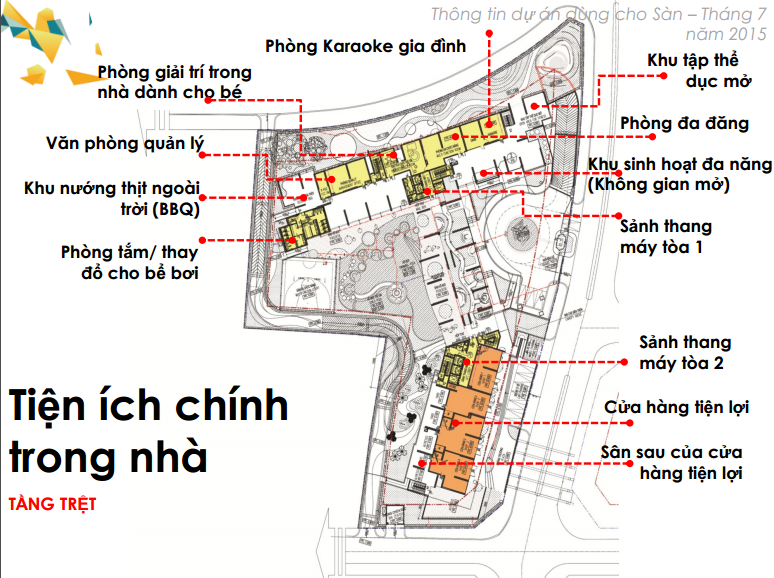 Thông tin dự án dùng cho Sàn – Tháng 7
năm 2015
Phòng Karaoke gia đình
Phòng giải trí trong
nhà dành cho bé
Khu tập thể
dục mở
Văn phòng quản lý
Phòng đa đăng
Khu nướng thịt ngoài
trời (BBQ)
Khu sinh hoạt đa năng
(Không gian mở)
Phòng tắm/ thay
đồ cho bể bơi
Sảnh thang
máy tòa 1
Sảnh thang
máy tòa 2
Tiện ích chính
trong nhà
TẦNG TRỆT
Cửa hàng tiện lợi
Sân sau của cửa
hàng tiện lợi